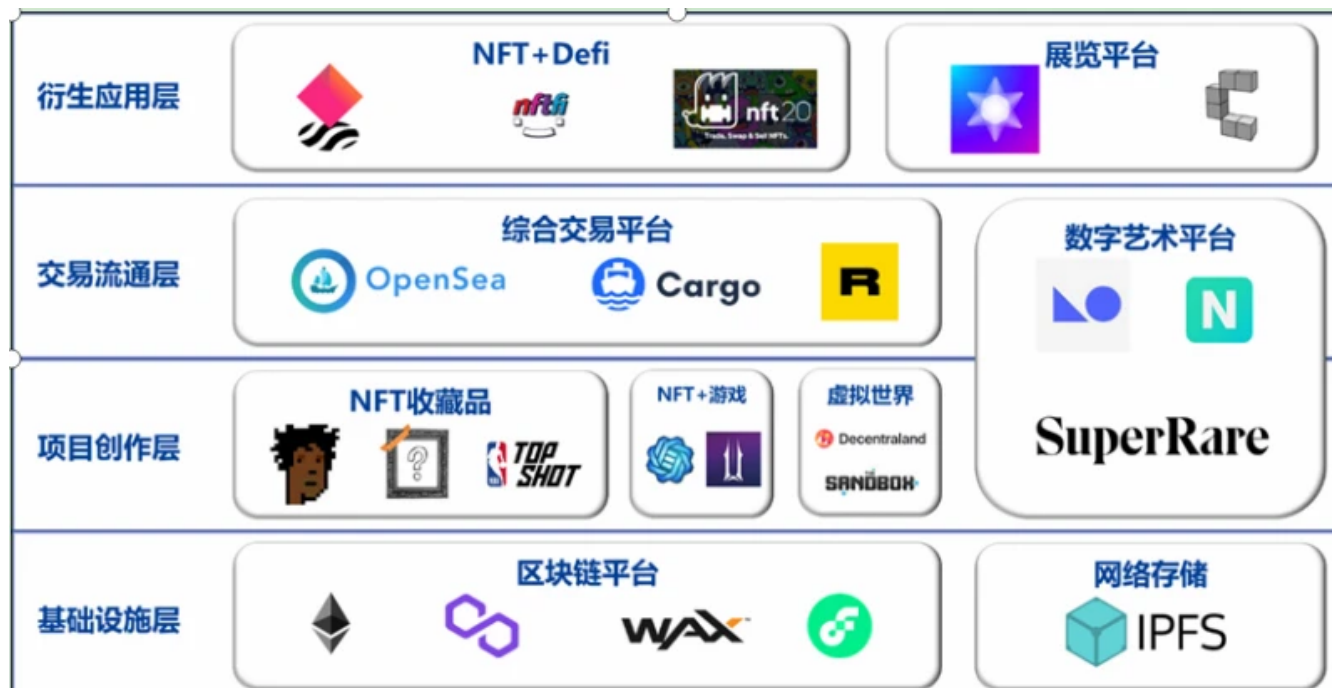 衍生应用层
NFT+Defi
nftfi
nft20
Trade, Swap & Sell NFTs.
展览平台
交易流通层
综合交易平台
OpenSea
Cargo
R
数字艺术平台
N
SuperRare
项目创作层
NFT收藏品
?
NBA
TOP
SHOT
NFT+游戏
虚拟世界
Decentraland
THE
SANDBOX
基础设施层
区块链平台
WAX
网络存储
IPFS